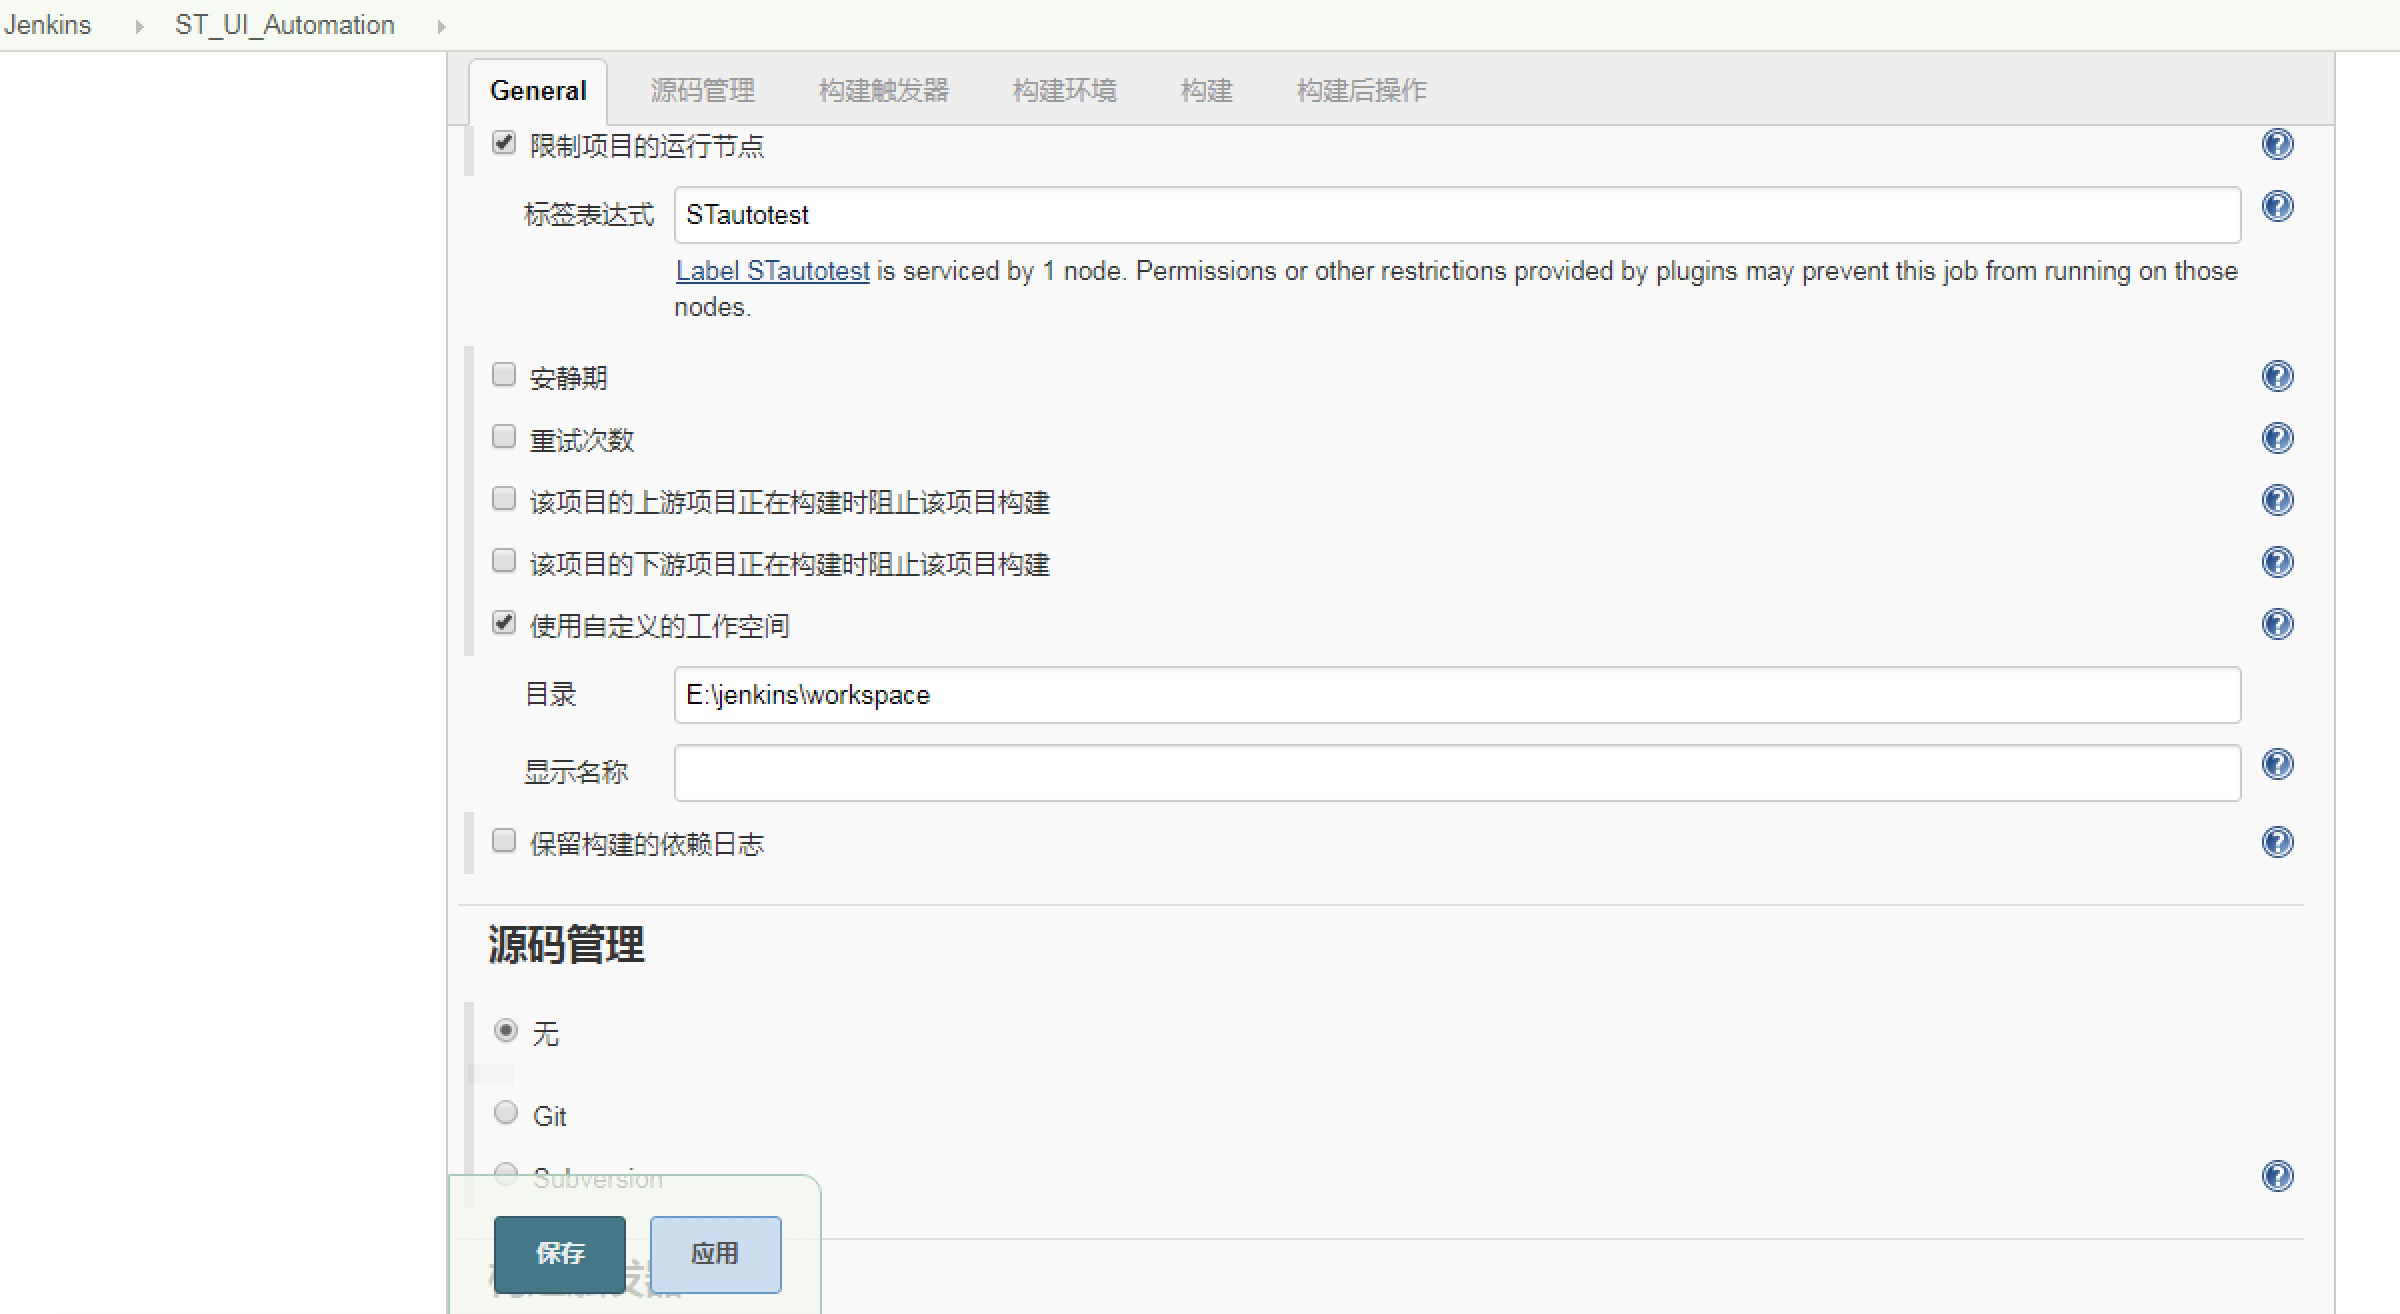 Jenkins ST_UI_Automation
General 源码管理 构建触发器 构建环境 构建 构建后操作
限制项目的运行节点
标签表达式 STautotest
Label STautotest is serviced by 1 node. Permissions or other restrictions provided by plugins may prevent this job from running on those
nodes.
安静期
重试次数
该项目的上游项目正在构建时阻止该项目构建
该项目的下游项目正在构建时阻止该项目构建
使用自定义的工作空间
目录 E:\jenkins\workspace
显示名称
保留构建的依赖日志
源码管理
无
Git
Subversion
保存 应用